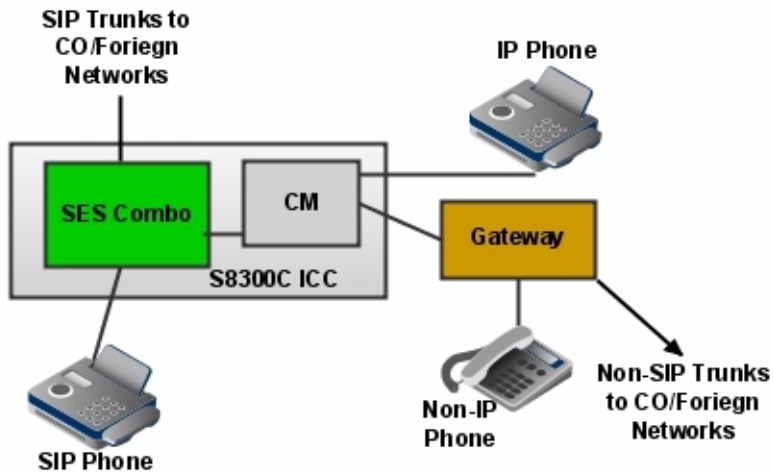 SIP Trunks to
CO/Foriegn
Networks
IP Phone
SES Combo
CM
Gateway
S8300C ICC
SIP Phone
Non-IP
Phone
Non-SIP Trunks
to CO/Foriegn
Networks